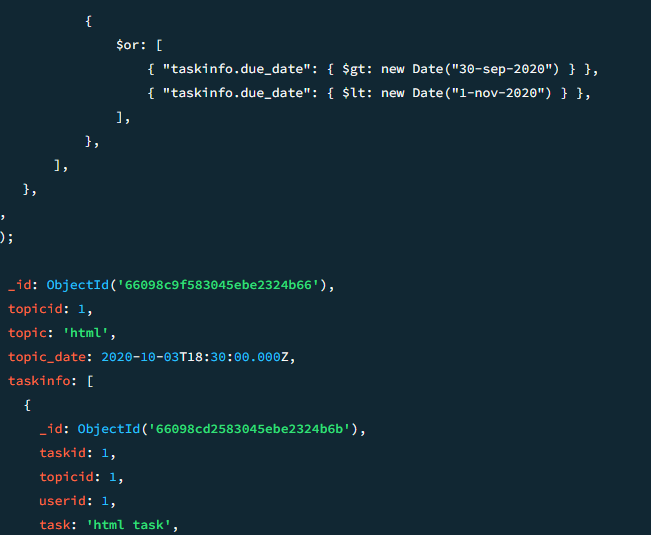 {
$or: [
{ "taskinfo.due_date": { $gt: new Date("30-sep-2020") } },
{ "taskinfo.due_date": { $lt: new Date("1-nov-2020") } },
],
},
],
},
,
);
_id: ObjectId('66098c9f583045ebe2324b66'),
topicid: 1,
topic: 'html',
topic_date: 2020-10-03T18:30:00.000Z,
taskinfo: [
{
_id: ObjectId('66098cd2583045ebe2324b6b'),
taskid: 1,
topicid: 1,
userid: 1,
task: 'html task',